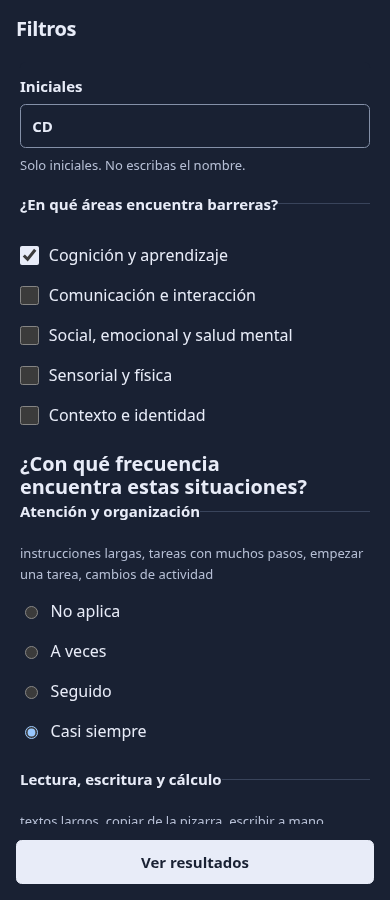 Filtros
Iniciales
CD
Solo iniciales. No escribas el nombre.
¿En qué áreas encuentra barreras?
Cognición y aprendizaje
Comunicación e interacción
Social, emocional y salud mental
Sensorial y física
Contexto e identidad
¿Con qué frecuencia
encuentra estas situaciones?
Atención y organización
instrucciones largas, tareas con muchos pasos, empezar
una tarea, cambios de actividad
No aplica
A veces
Seguido
Casi siempre
Lectura, escritura y cálculo
textos largos, copiar de la pizarra, escribir a mano
Ver resultados